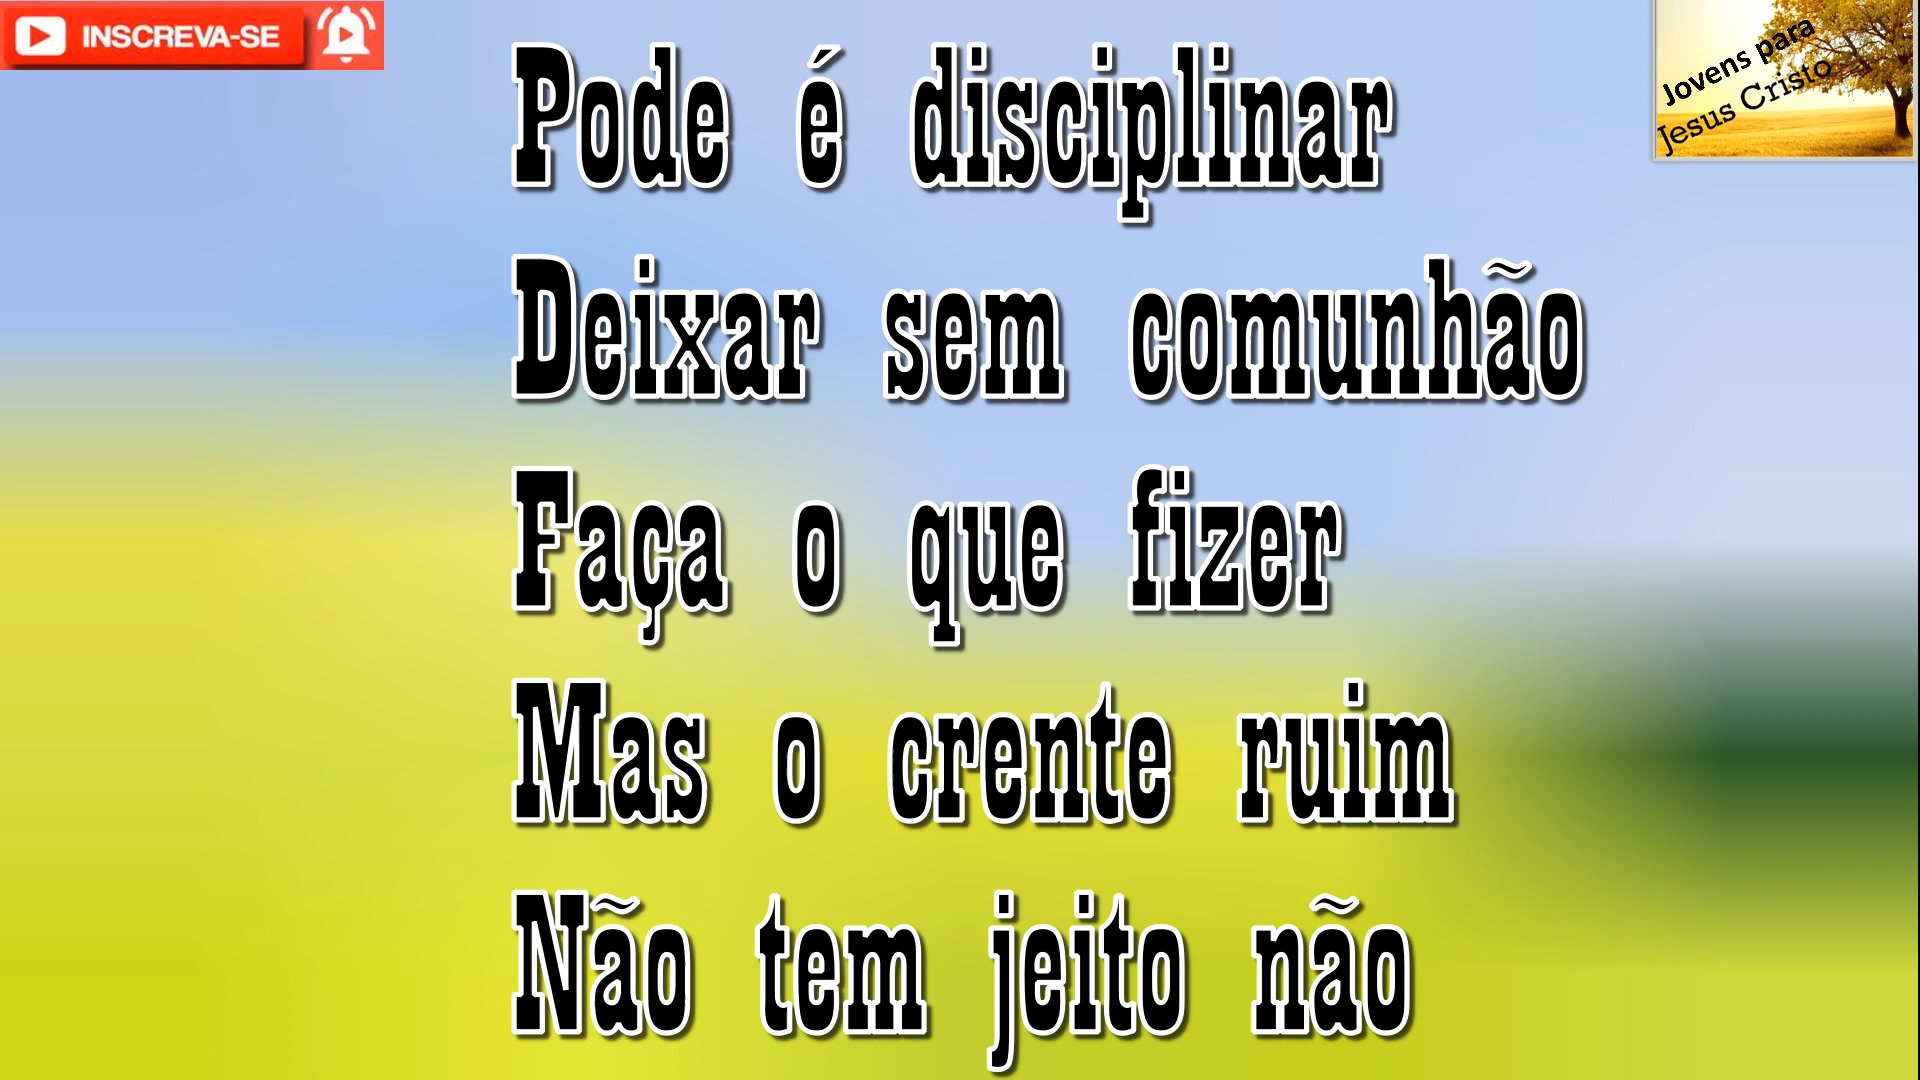 INSCREVA-SE
Jovens para
Jesus Cristo
Pode é disciplinar
Deixar sem comunhão
Faça o que fizer
Mas o crente ruim
Não tem jeito não